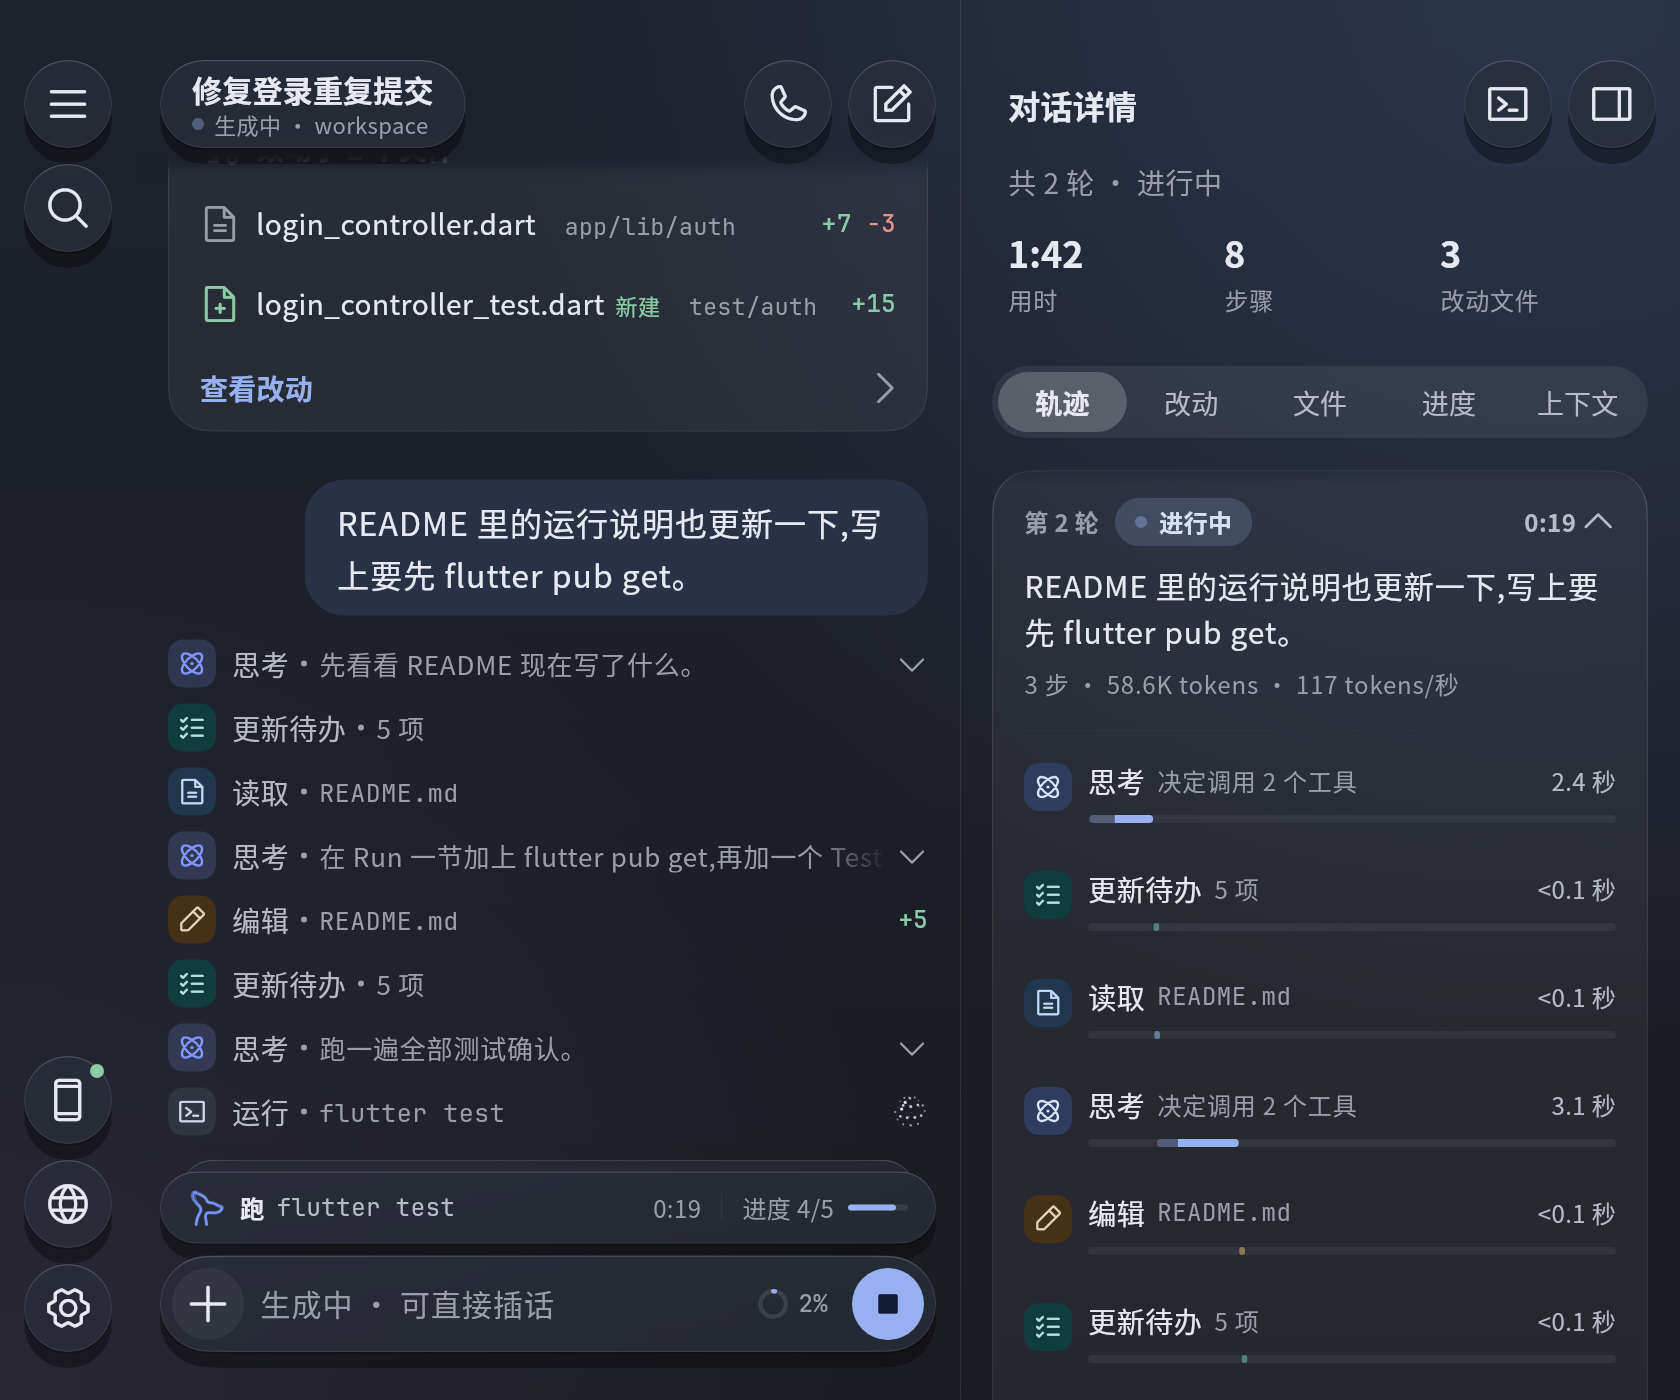 修复登录重复提交
生成中 • workspace
login_controller.dart app/lib/auth +7 -3
login_controller_test.dart 新建 test/auth +15
查看改动
README 里的运行说明也更新一下,写
上要先 flutter pub get。
思考 • 先看看 README 现在写了什么。
更新待办 • 5 项
读取 • README.md
思考 • 在 Run 一节加上 flutter pub get,再加一个 Test
编辑 • README.md +5
更新待办 • 5 项
思考 • 跑一遍全部测试确认。
运行 • flutter test
跑 flutter test 0:19 进度 4/5
生成中 • 可直接插话 2%
对话详情
共 2 轮 • 进行中
1:42 8 3
用时 步骤 改动文件
轨迹 改动 文件 进度 上下文
第 2 轮 • 进行中 0:19
README 里的运行说明也更新一下,写上要
先 flutter pub get。
3 步 • 58.6K tokens • 117 tokens/秒
思考 决定调用 2 个工具 2.4 秒
更新待办 5 项 <0.1 秒
读取 README.md <0.1 秒
思考 决定调用 2 个工具 3.1 秒
编辑 README.md <0.1 秒
更新待办 5 项 <0.1 秒